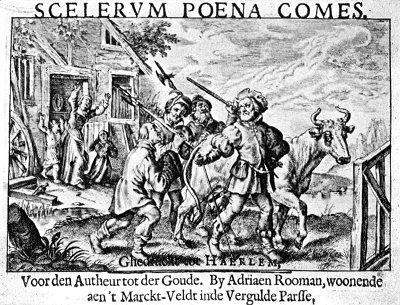 SCELERVM POENA COMES.
Ghedruckt tot HAERLEM,
Voor den Autheur tot der Goude. By Adriaen Rooman, woonende
aen 't Marckt-Veldt inde Vergulde Parsse,